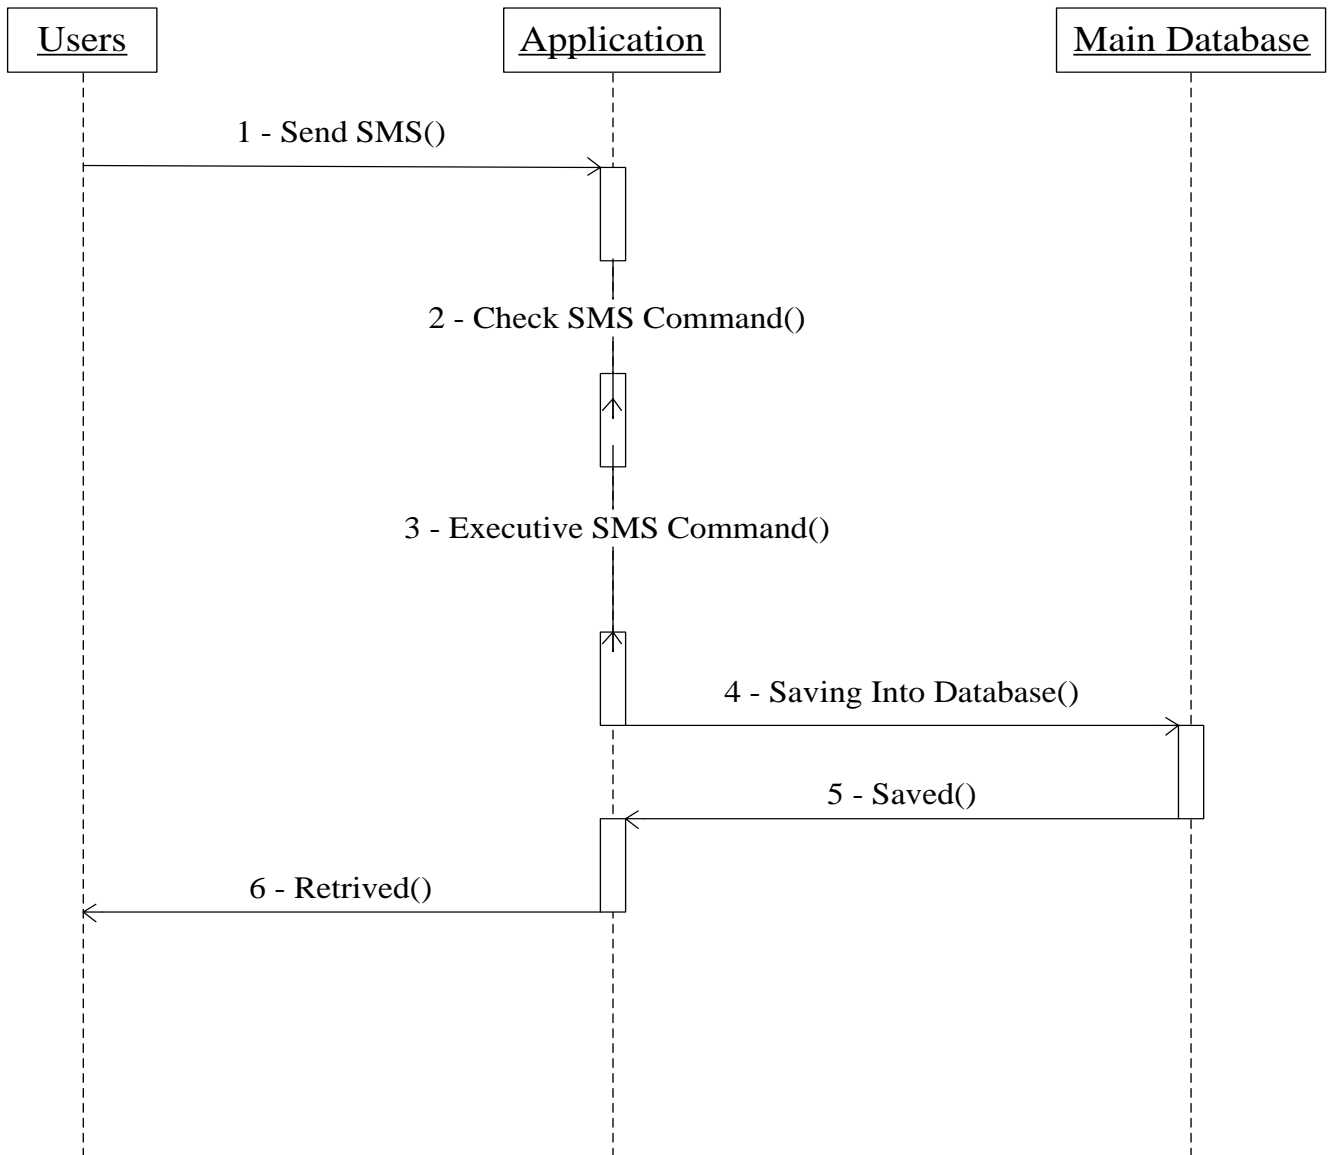 Users
Application
Main Database
1 - Send SMS()
2 - Check SMS Command()
3 - Executive SMS Command()
4 - Saving Into Database()
5 - Saved()
6 - Retrived()